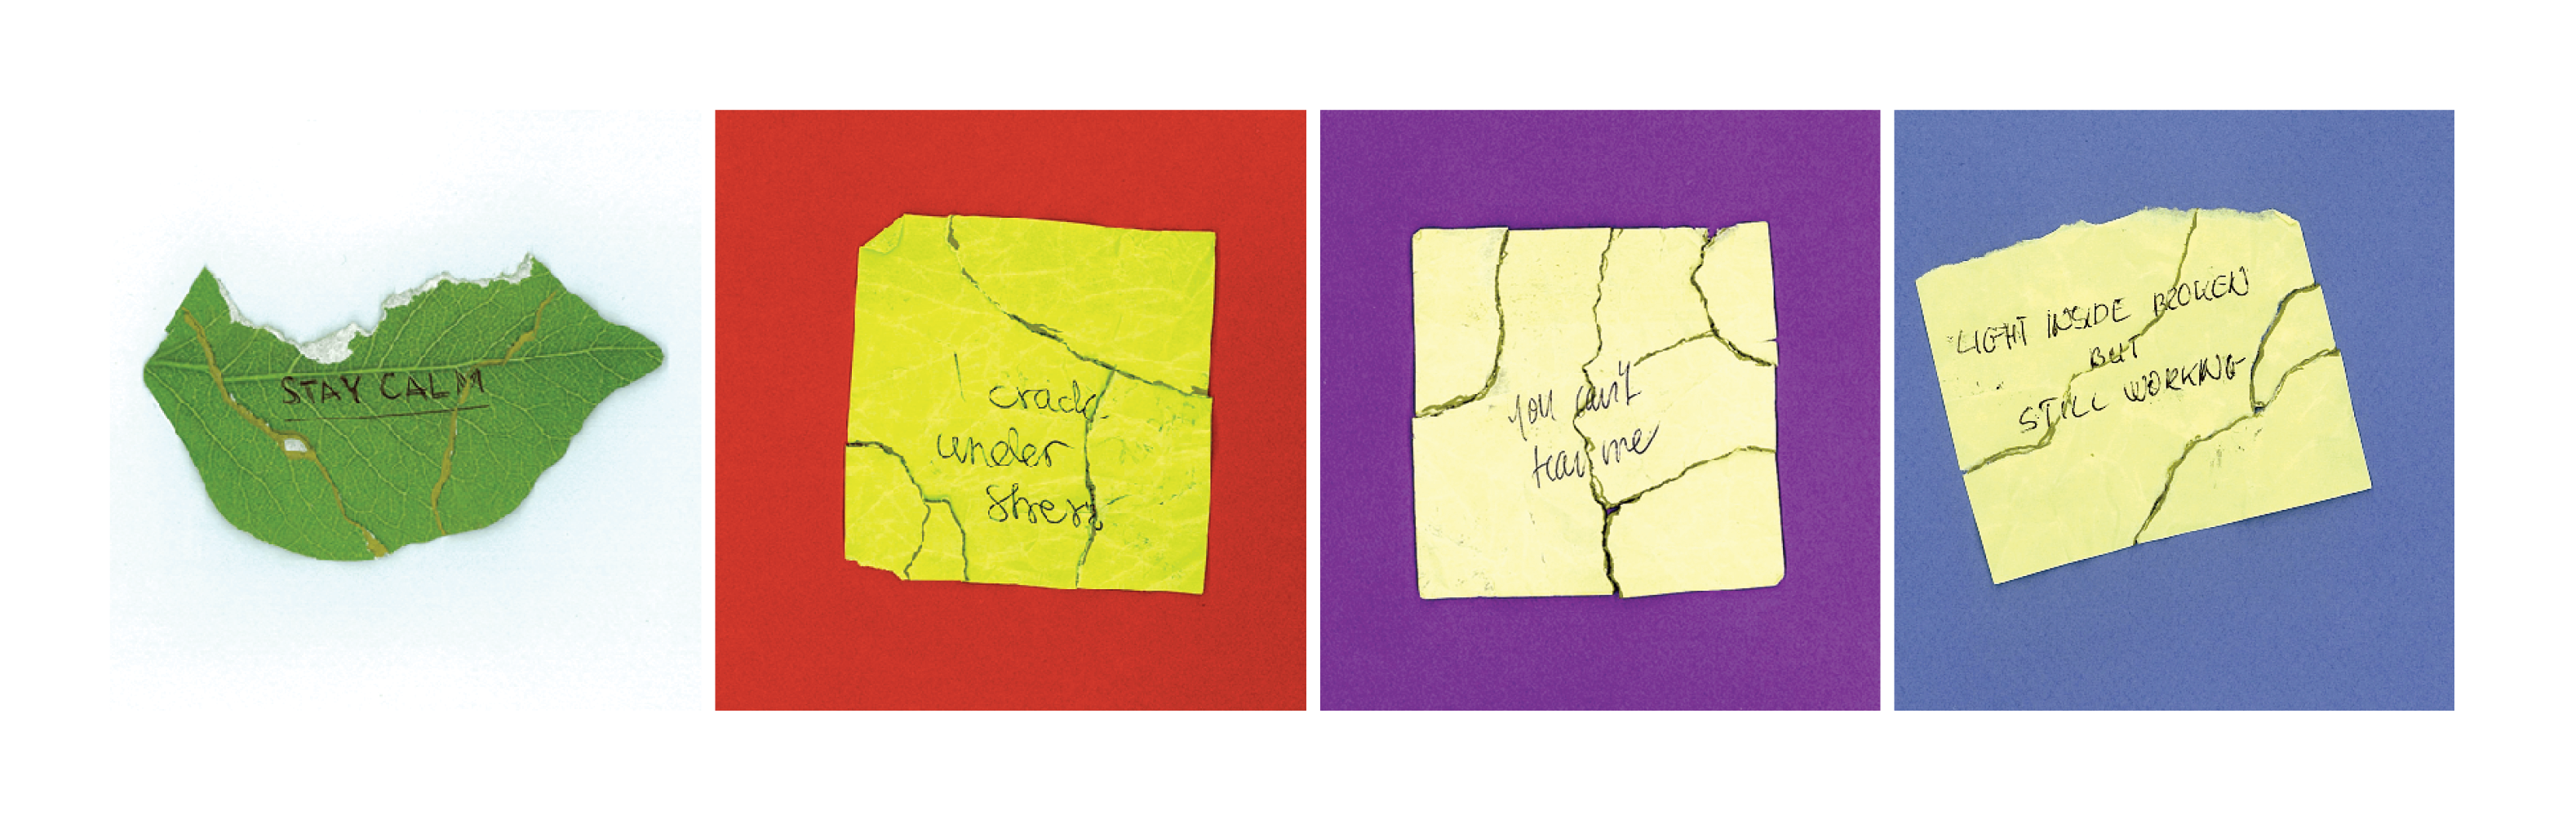 STAY CALM
I crack
under
stress
you can't
tear me
LIGHT INSIDE BROKEN
BUT
STILL WORKING